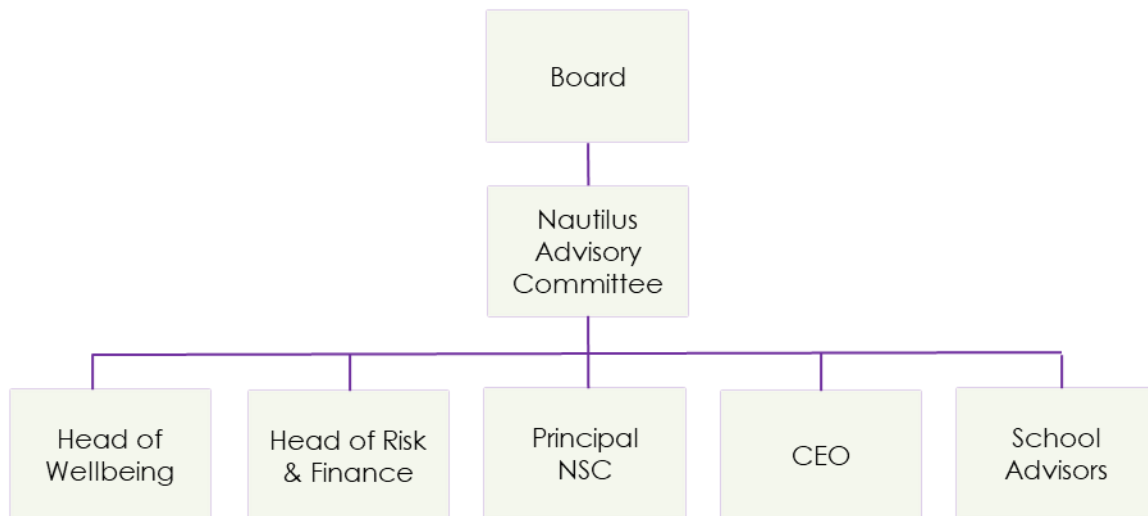 Board
Nautilus
Advisory
Committee
Head of
Wellbeing
Head of Risk
& Finance
Principal
NSC
CEO
School
Advisors